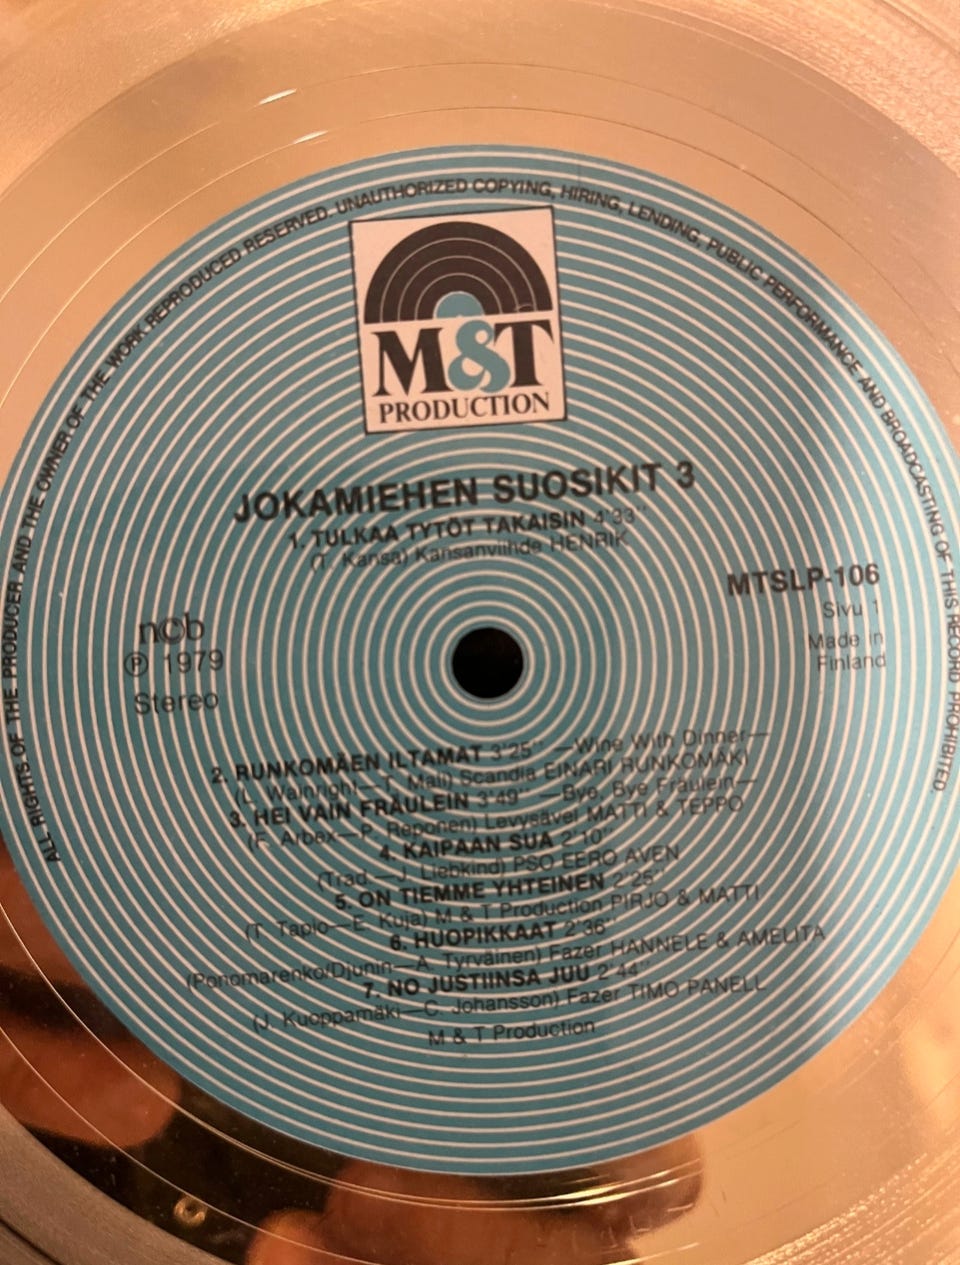 ALL RIGHTS OF THE PRODUCER AND THE OWNER OF THE WORK REPRODUCED RESERVED. UNAUTHORIZED COPYING, HIRING, LENDING, PUBLIC PERFORMANCE AND BROADCASTING OF THIS RECORD PROHIBITED.
M&T
PRODUCTION
JOKAMIEHEN SUOSIKIT 3
1. TULKAA TYTÖT TAKAISIN 4'33''
(T. Kansa) Kansanviihde HENRIK
MTSLP-106
Sivu 1
Made in
Finland
n©b
℗ 1979
Stereo
2. RUNKOMÄEN ILTAMAT 3'25'' —Wine With Dinner—
(L. Wainright—T. Mali) Scandia EINARI RUNKOMÄKI
3. HEI VAIN FRÄULEIN 3'49'' —Bye, Bye Fräulein—
(F. Arbex—P. Reponen) Levysävel MATTI & TEPPO
4. KAIPAAN SUA 2'10''
(Trad.—J. Liebkind) PSO EERO AVEN
5. ON TIEMME YHTEINEN 2'25''
(T. Tapio—E. Kuja) M & T Production PIRJO & MATTI
6. HUOPIKKAAT 2'36''
(Ponomarenko/Djunin—A. Tyrväinen) Fazer HANNELE & AMELITA
7. NO JUSTIINSA JUU 2'44''
(J. Kuoppamäki—C. Johansson) Fazer TIMO PANELL
M & T Production